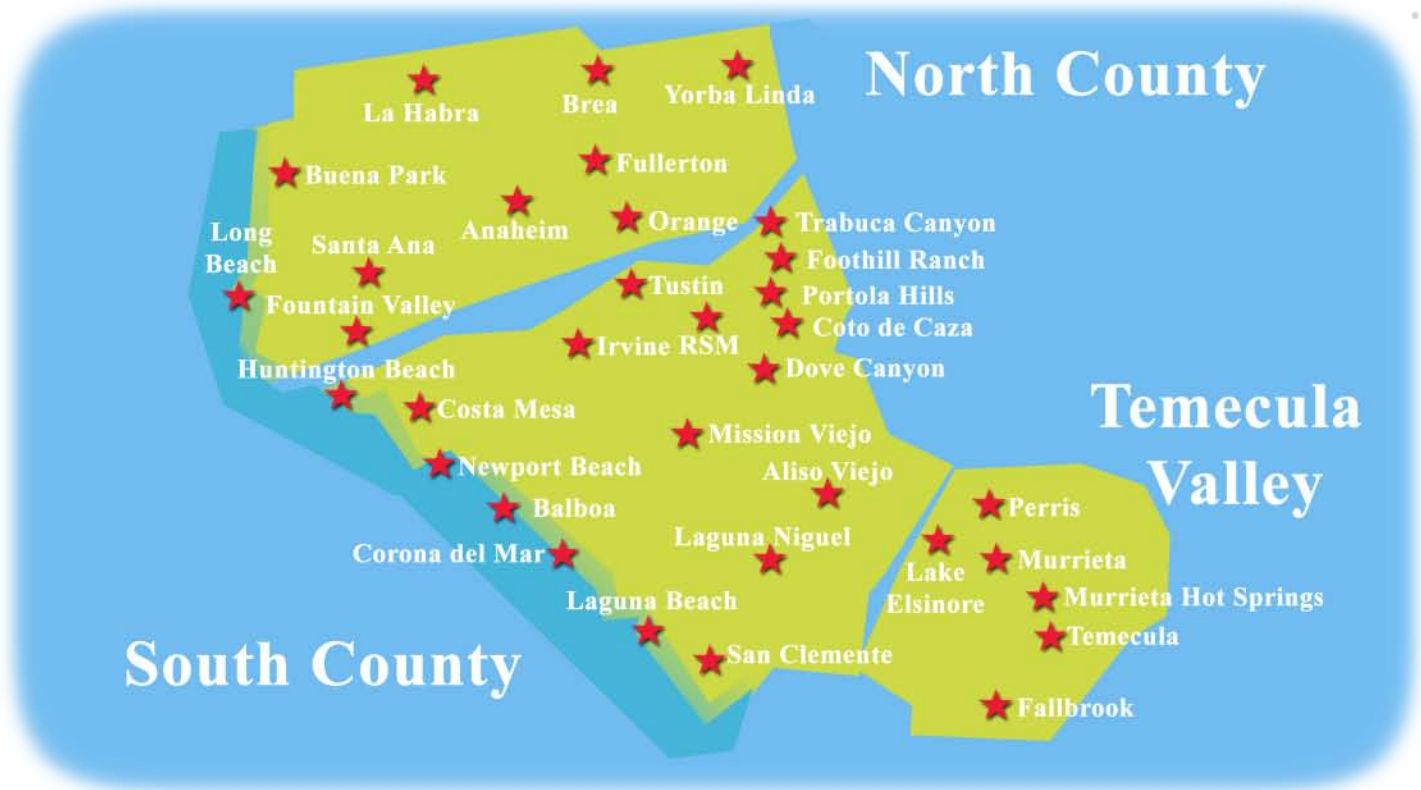 North County
La Habra
Brea
Yorba Linda
Buena Park
Fullerton
Anaheim
Orange
Long
Beach
Santa Ana
Fountain Valley
Trabuca Canyon
Foothill Ranch
Tustin
Portola Hills
Coto de Caza
Irvine
RSM
Dove Canyon
Huntington Beach
Costa Mesa
Mission Viejo
Newport Beach
Aliso Viejo
Balboa
Corona del Mar
Laguna Niguel
Laguna Beach
San Clemente
South County
Temecula
Valley
Perris
Lake
Elsinore
Murrieta
Murrieta Hot Springs
Temecula
Fallbrook